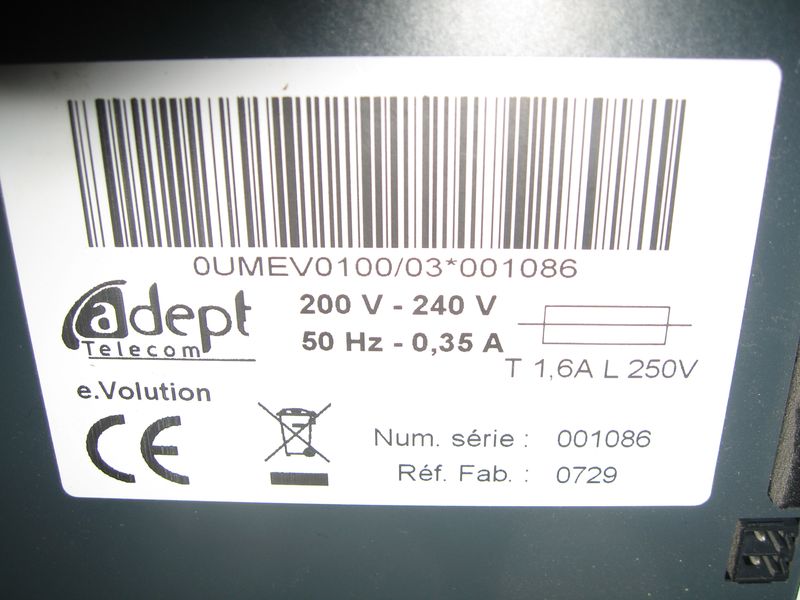 0UMEV0100/03*001086
adept
Telecom
200 V - 240 V
50 Hz - 0,35 A
T 1,6A L 250V
e.Volution
CE
Num. série : 001086
Réf. Fab. : 0729